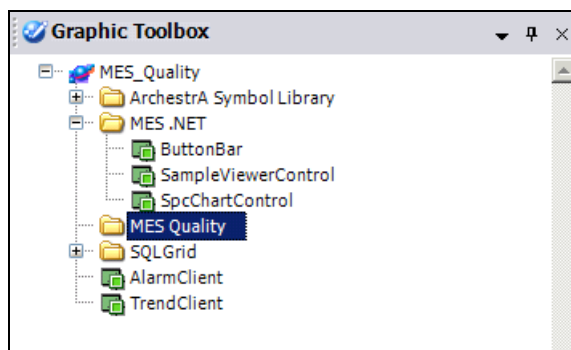 Graphic Toolbox
MES_Quality
ArchestrA Symbol Library
MES .NET
ButtonBar
SampleViewerControl
SpcChartControl
MES Quality
SQLGrid
AlarmClient
TrendClient